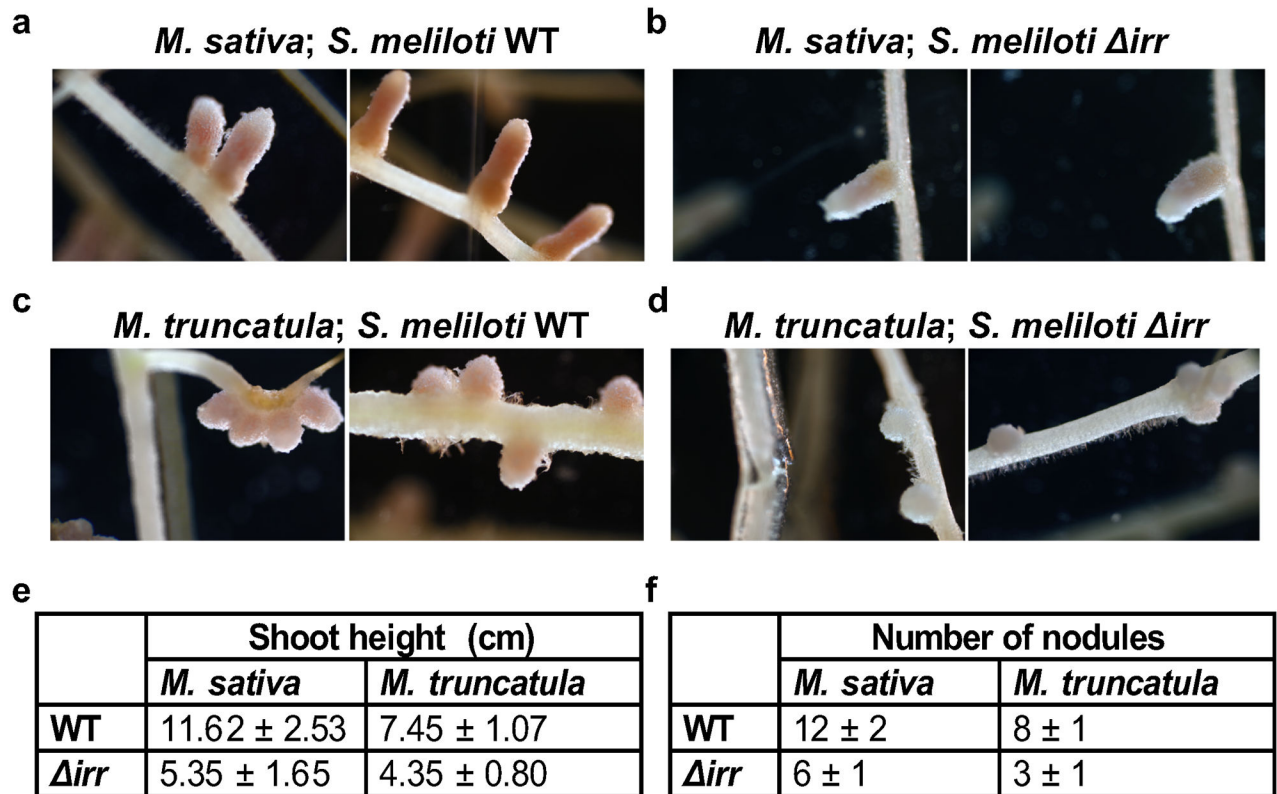 a
M. sativa; S. meliloti WT
b
M. sativa; S. meliloti Δirr
c
M. truncatula; S. meliloti WT
d
M. truncatula; S. meliloti Δirr
e
Shoot height (cm)
M. sativa M. truncatula
WT 11.62 ± 2.53 7.45 ± 1.07
Δirr 5.35 ± 1.65 4.35 ± 0.80
f
Number of nodules
M. sativa M. truncatula
WT 12 ± 2 8 ± 1
Δirr 6 ± 1 3 ± 1